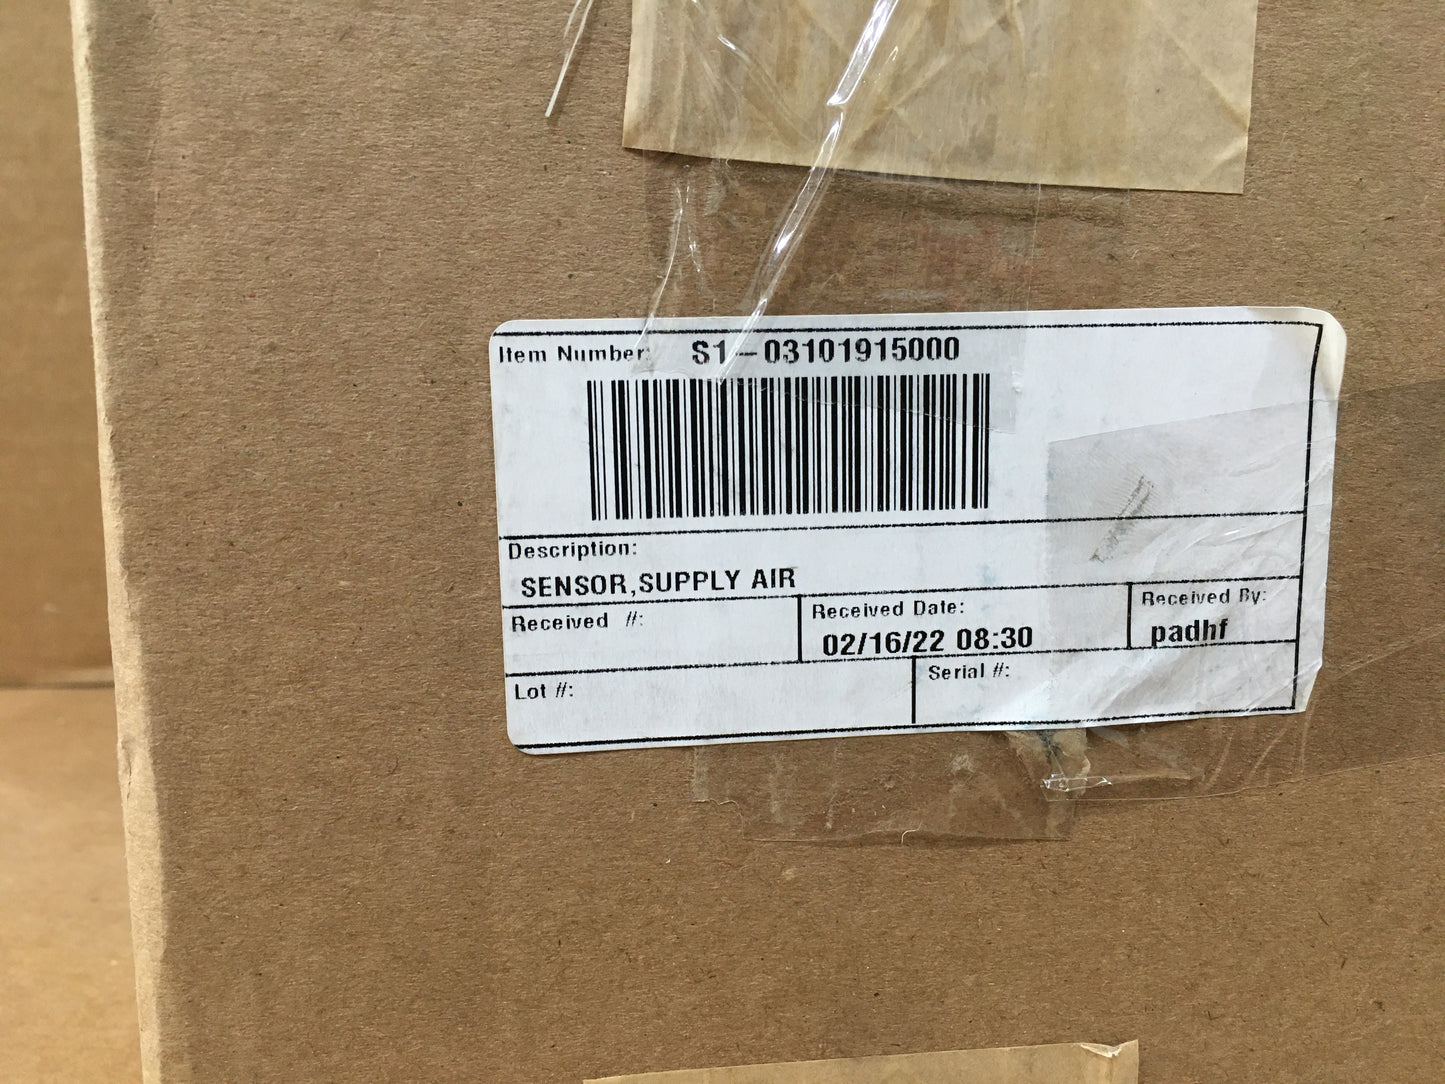 Item Number: S1-03101915000
Description:
SENSOR,SUPPLY AIR
Received #:
Received Date:
02/16/22 08:30
Received By:
padhf
Lot #:
Serial #: